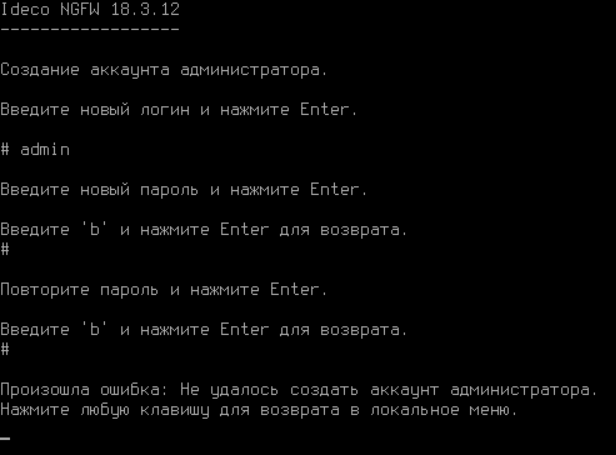 Ideco NGFW 18.3.12
------------------
Создание аккаунта администратора.
Введите новый логин и нажмите Enter.
# admin
Введите новый пароль и нажмите Enter.
Введите 'b' и нажмите Enter для возврата.
#
Повторите пароль и нажмите Enter.
Введите 'b' и нажмите Enter для возврата.
#
Произошла ошибка: Не удалось создать аккаунт администратора.
Нажмите любую клавишу для возврата в локальное меню.